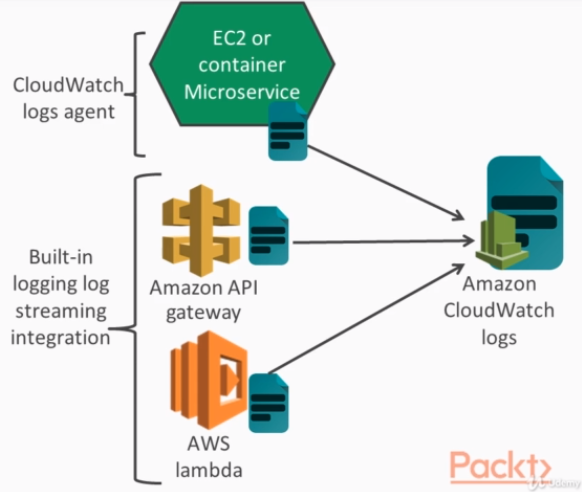 EC2 or
container
Microservice
CloudWatch
logs agent
Built-in
logging log
streaming
integration
Amazon API
gateway
AWS
lambda
Amazon
CloudWatch
logs
Packt>
Udemy